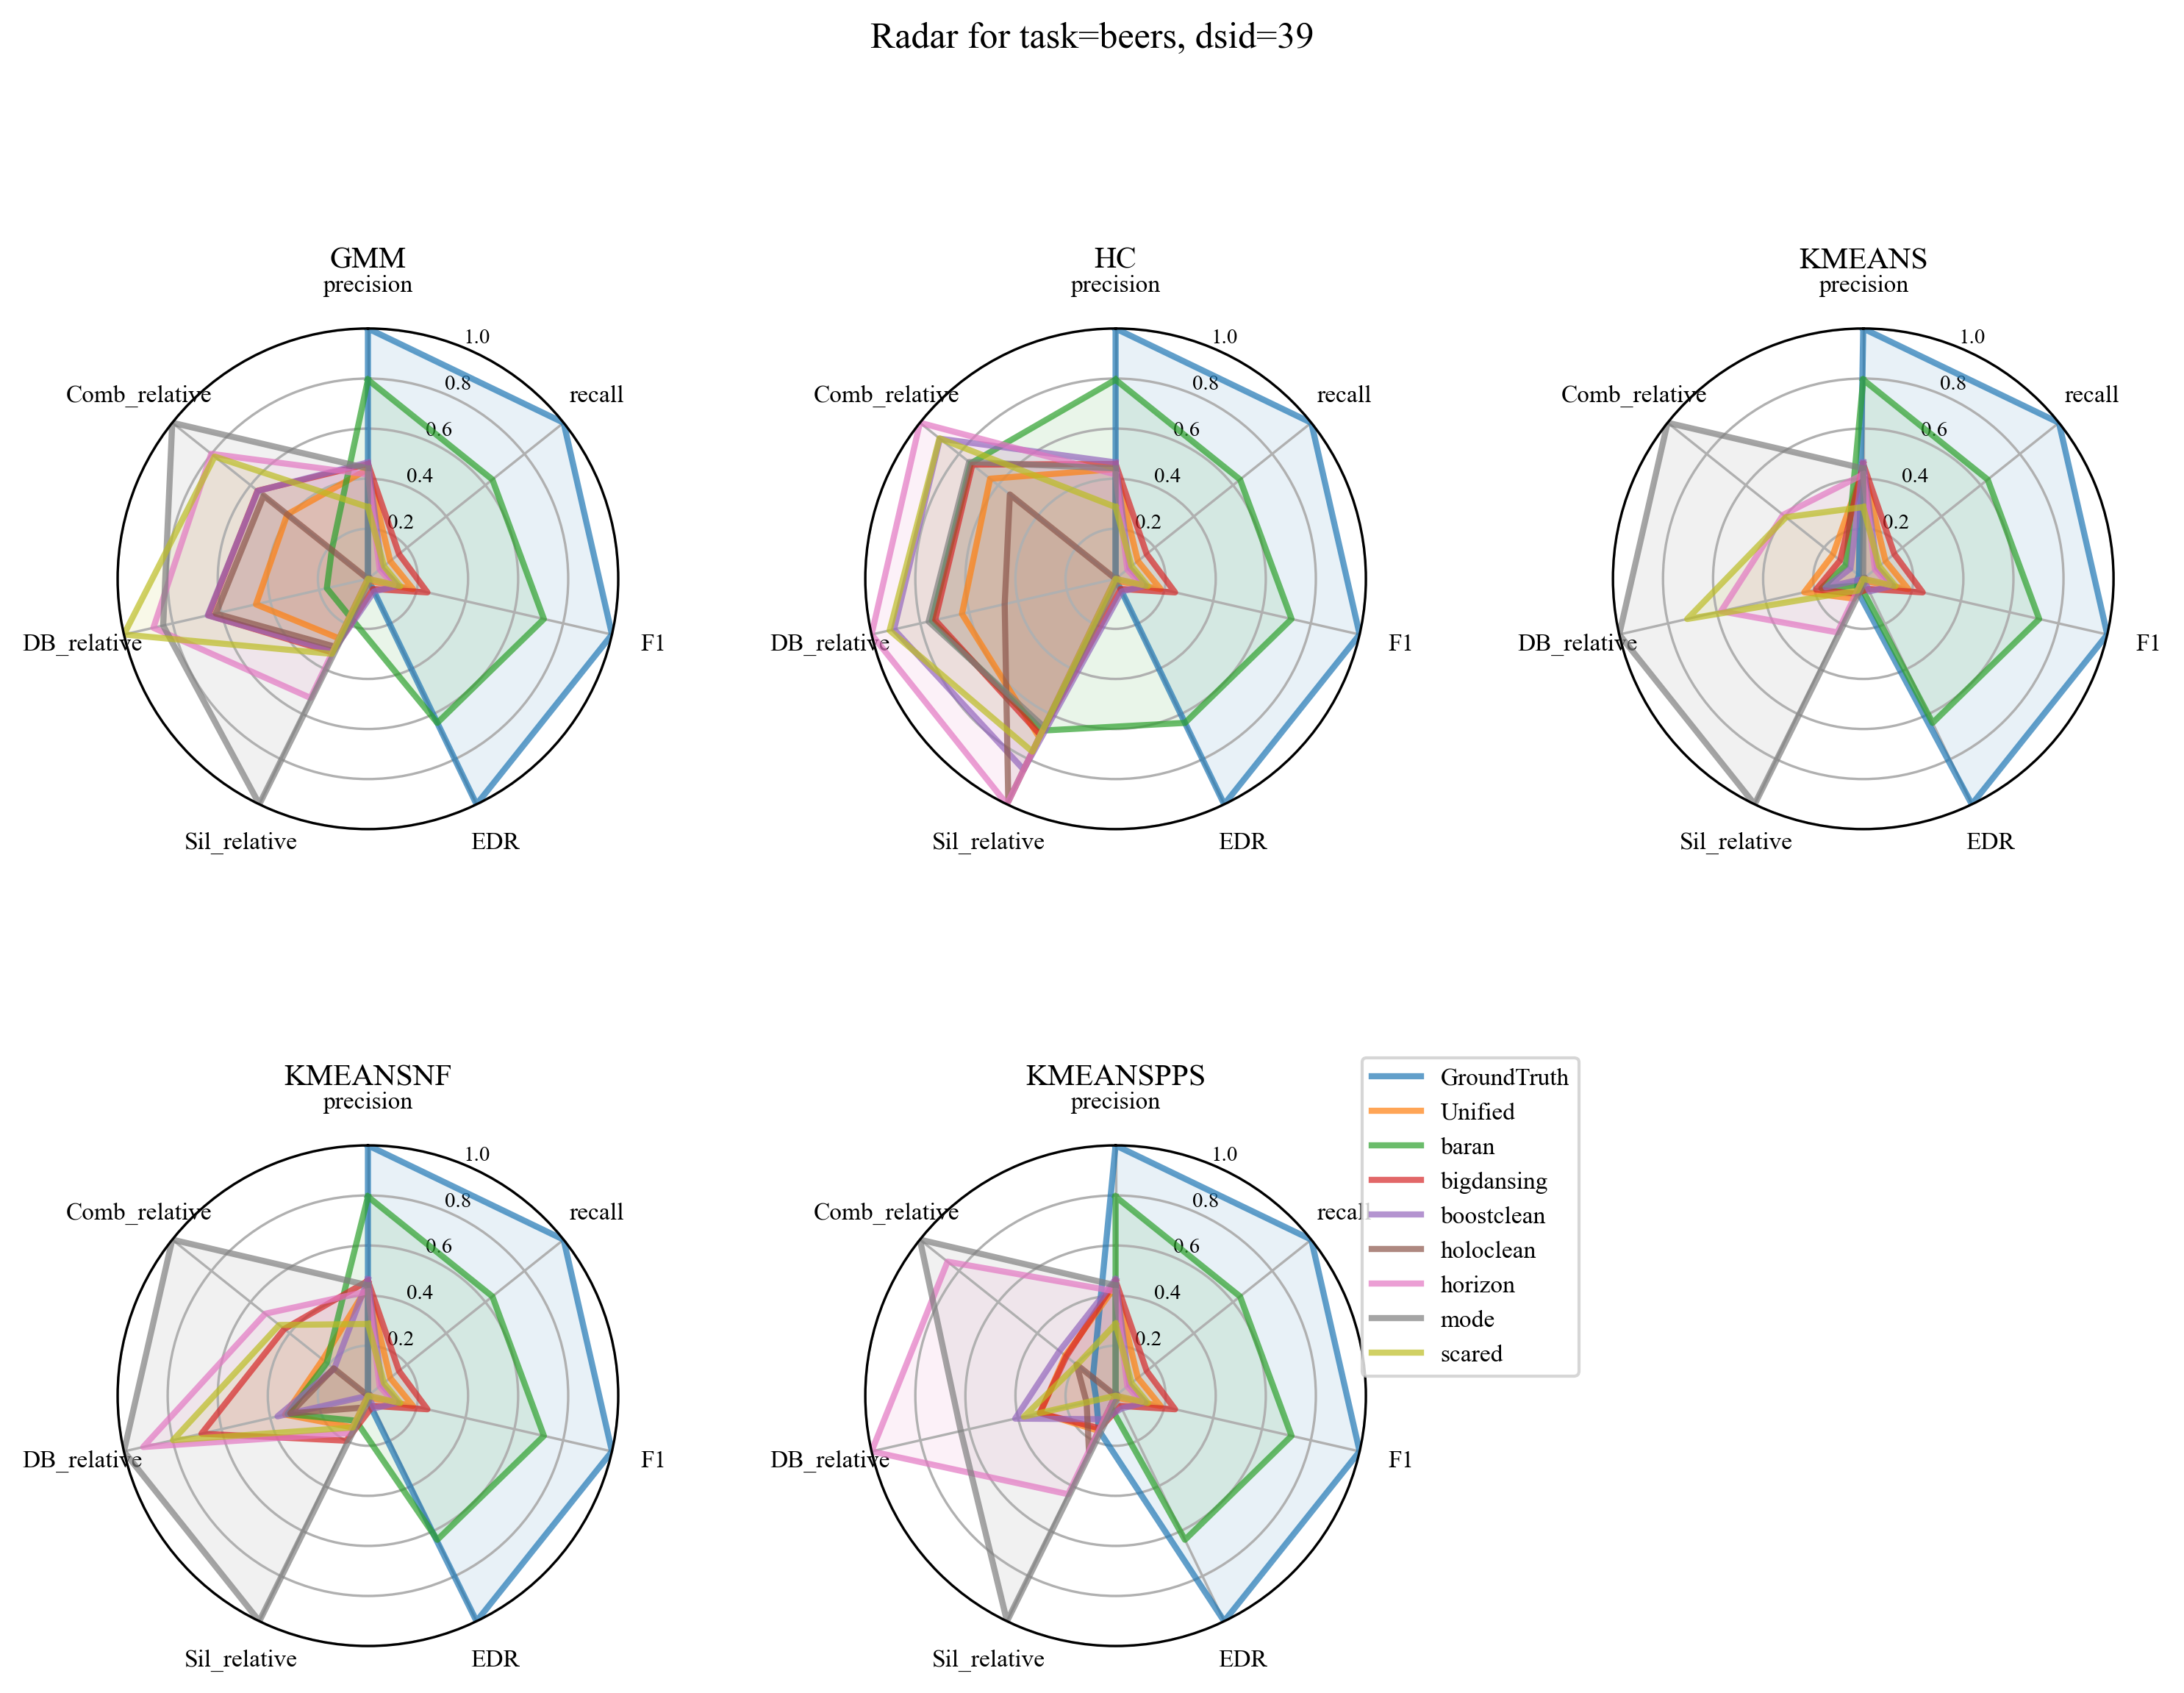 Radar for task=beers, dsid=39
GMM
precision
1.0
0.8
0.6
0.4
0.2
recall
F1
EDR
Sil_relative
DB_relative
Comb_relative
HC
precision
1.0
0.8
0.6
0.4
0.2
recall
F1
EDR
Sil_relative
DB_relative
Comb_relative
KMEANS
precision
1.0
0.8
0.6
0.4
0.2
recall
F1
EDR
Sil_relative
DB_relative
Comb_relative
KMEANSNF
precision
1.0
0.8
0.6
0.4
0.2
recall
F1
EDR
Sil_relative
DB_relative
Comb_relative
KMEANSPPS
precision
1.0
0.8
0.6
0.4
0.2
recall
F1
EDR
Sil_relative
DB_relative
Comb_relative
GroundTruth
Unified
baran
bigdansing
boostclean
holoclean
horizon
mode
scared